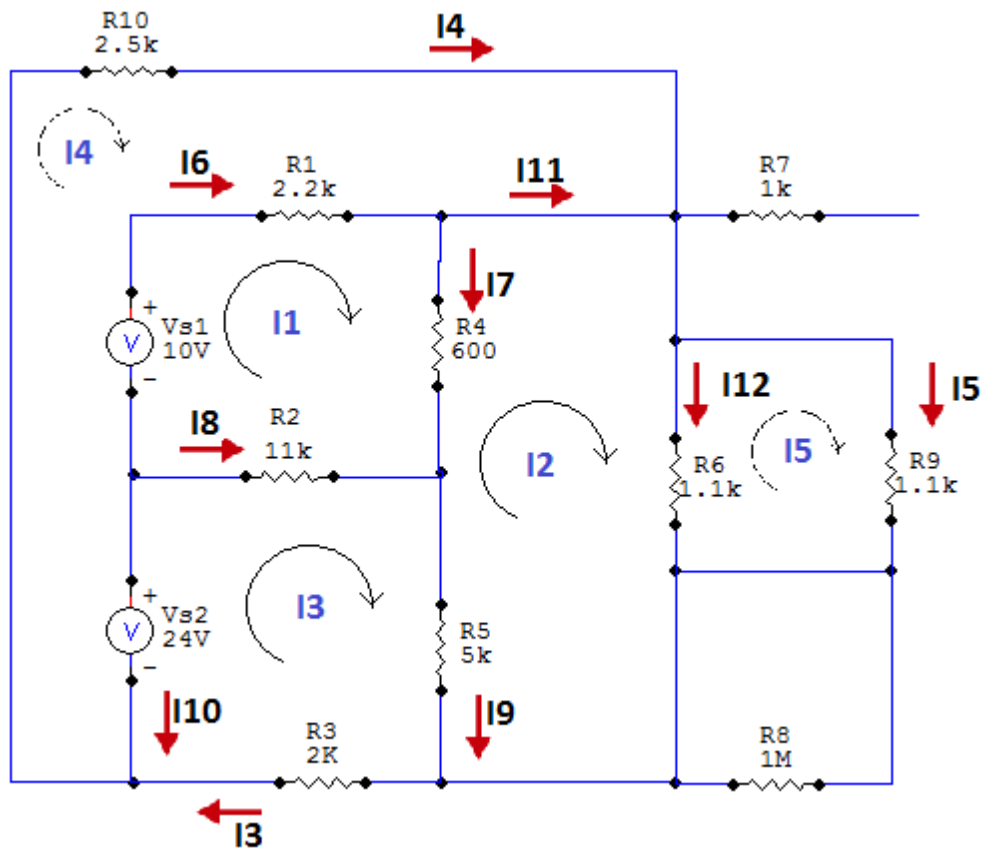 R10
2.5k
I4
I4
I6
R1
2.2k
I11
R7
1k
I7
+
Vs1
10V
V
-
I1
R4
600
I12
I5
I8
R2
11k
I2
R6
1.1k
I5
R9
1.1k
+
Vs2
24V
V
-
I3
R5
5k
I10
R3
2K
I9
R8
1M
I3